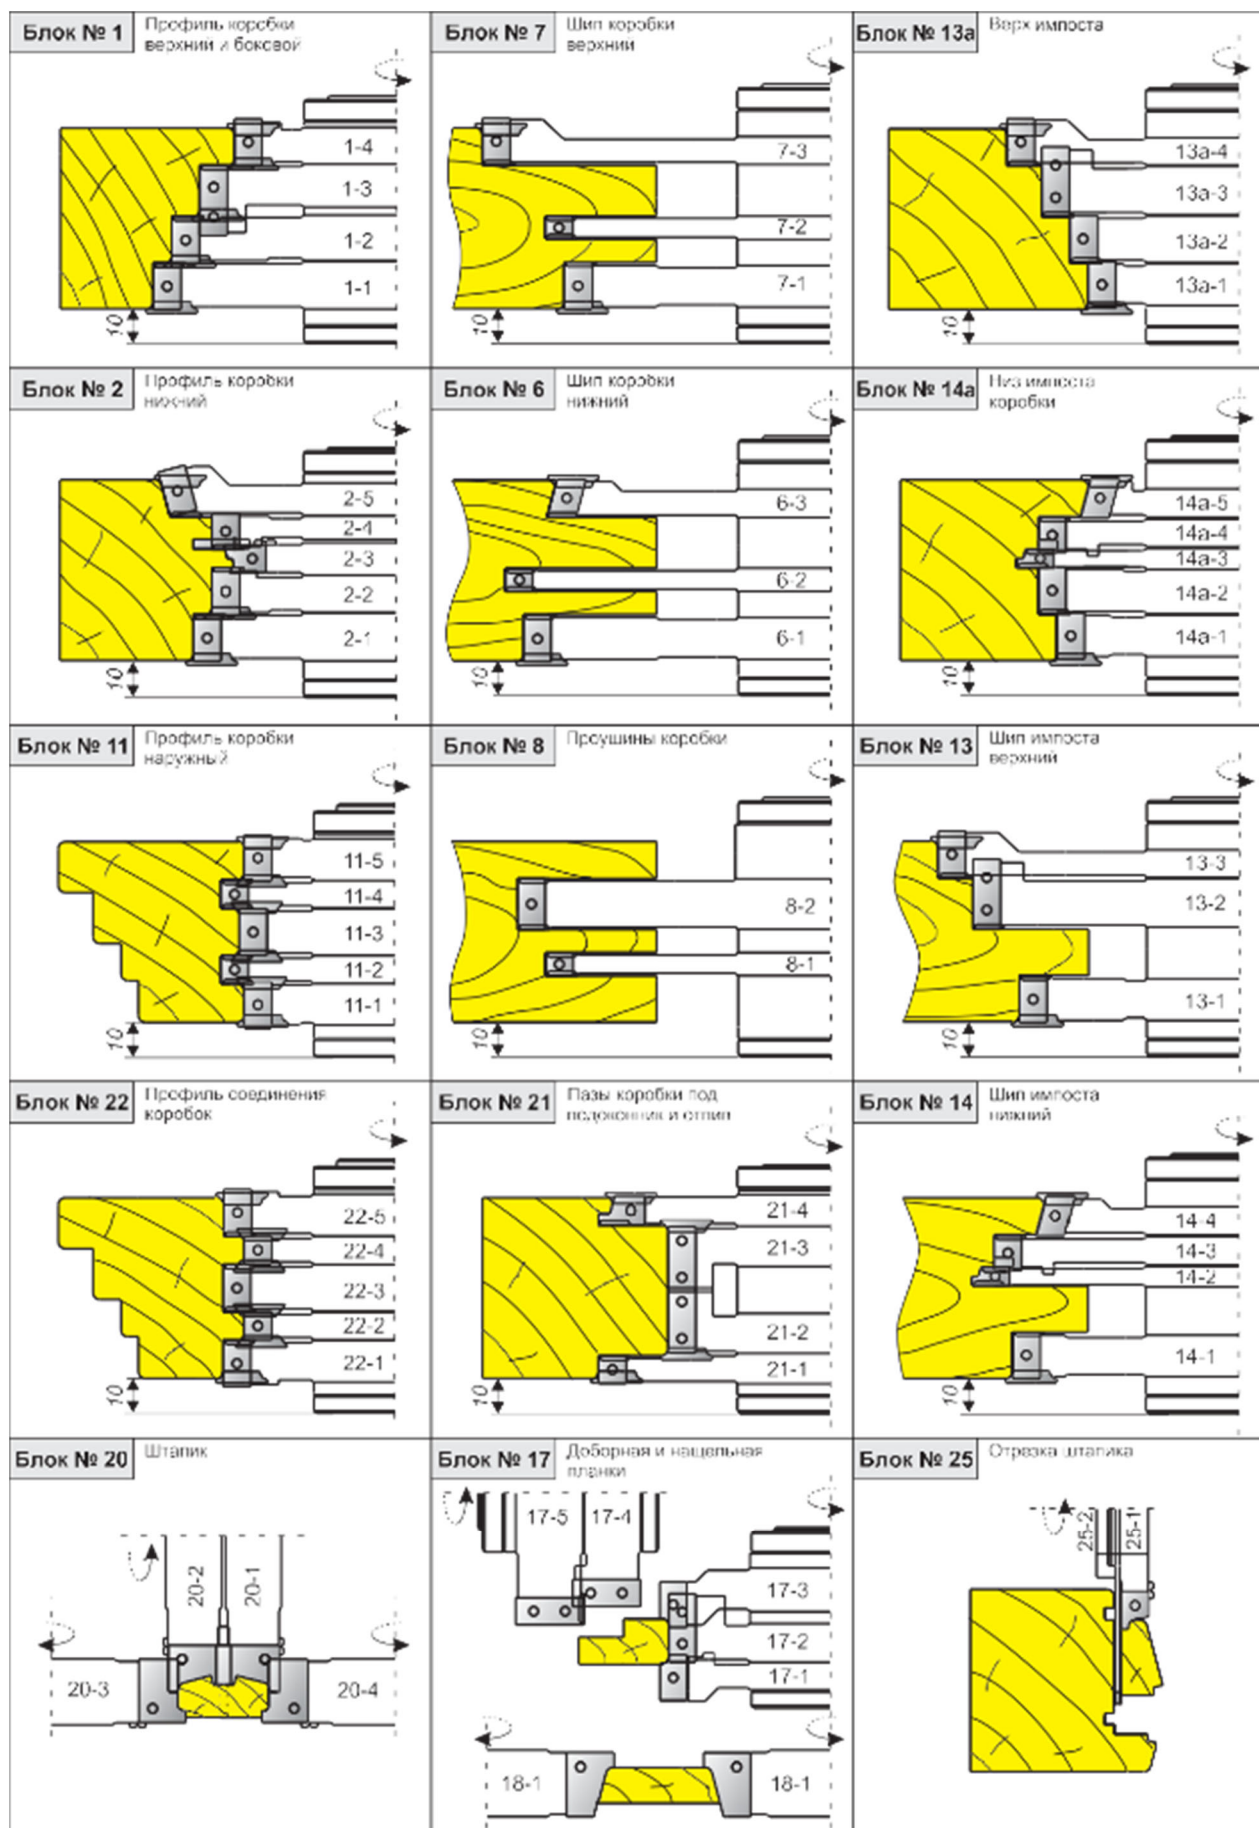 Блок № 1
Профиль коробки
верхний и боковой
1-4
1-3
1-2
1-1
10
Блок № 7
Шип коробки
верхний
7-3
7-2
7-1
10
Блок № 13а
Верх импоста
13а-4
13а-3
13а-2
13а-1
10
Блок № 2
Профиль коробки
нижний
2-5
2-4
2-3
2-2
2-1
10
Блок № 6
Шип коробки
нижний
6-3
6-2
6-1
10
Блок № 14а
Низ импоста
коробки
14а-5
14а-4
14а-3
14а-2
14а-1
10
Блок № 11
Профиль коробки
наружный
11-5
11-4
11-3
11-2
11-1
10
Блок № 8
Проушины коробки
8-2
8-1
10
Блок № 13
Шип импоста
верхний
13-3
13-2
13-1
10
Блок № 22
Профиль соединения
коробок
22-5
22-4
22-3
22-2
22-1
10
Блок № 21
Пазы коробки под
подоконник и отлив
21-4
21-3
21-2
21-1
10
Блок № 14
Шип импоста
нижний
14-4
14-3
14-2
14-1
10
Блок № 20
Штапик
20-2
20-1
20-3
20-4
Блок № 17
Доборная и нащельная
планки
17-5
17-4
17-3
17-2
17-1
18-1
18-1
Блок № 25
Отрезка штапика
25-2
25-1